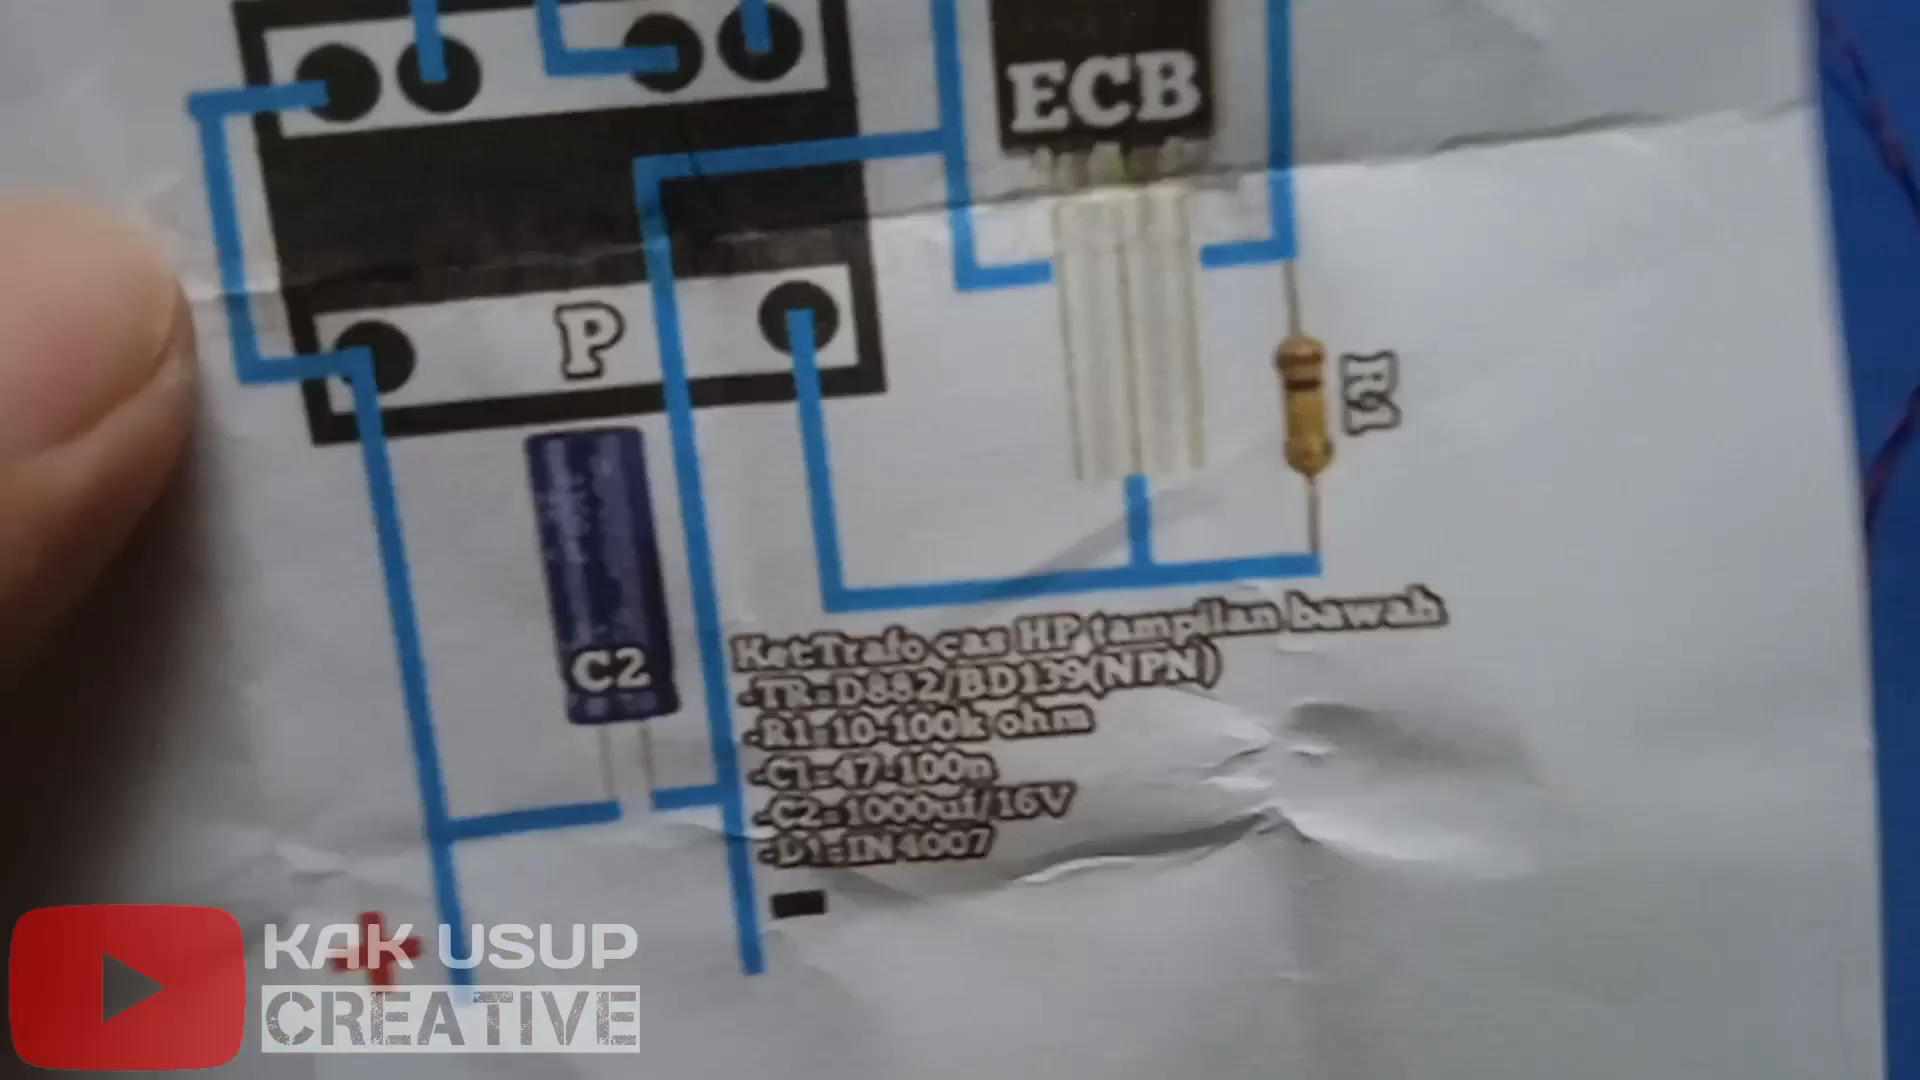 ECB
P
R1
C2
Ket:Trafo cas HP tampilan bawah
-TR=D882/BD139(NPN)
-R1=10-100k ohm
-C1=47-100n
-C2=1000uf/16V
-D1=IN4007
+
-
KAK USUP
CREATIVE